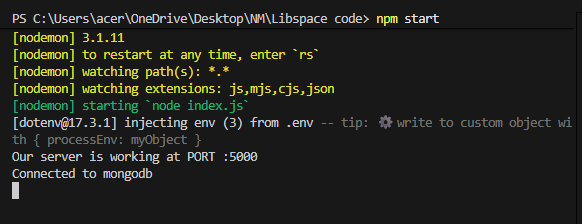 PS C:\Users\acer\OneDrive\Desktop\NM\Libspace code> npm start
[nodemon] 3.1.11
[nodemon] to restart at any time, enter `rs`
[nodemon] watching path(s): *.*
[nodemon] watching extensions: js,mjs,cjs,json
[nodemon] starting `node index.js`
[dotenv@17.3.1] injecting env (3) from .env -- tip: ⚙️ write to custom object wi
th { processEnv: myObject }
Our server is working at PORT :5000
Connected to mongodb